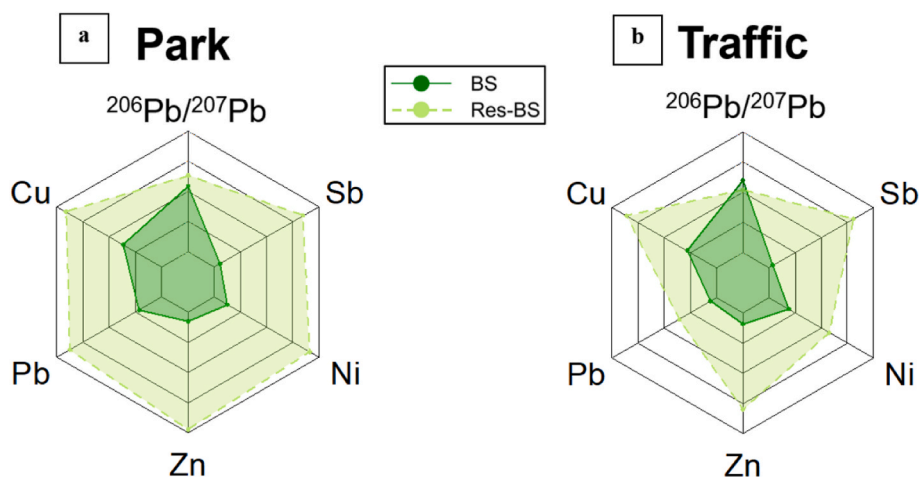 a Park
b Traffic
BS
Res-BS
²⁰⁶Pb/²⁰⁷Pb
Cu
Sb
Pb
Ni
Zn
²⁰⁶Pb/²⁰⁷Pb
Cu
Sb
Pb
Ni
Zn